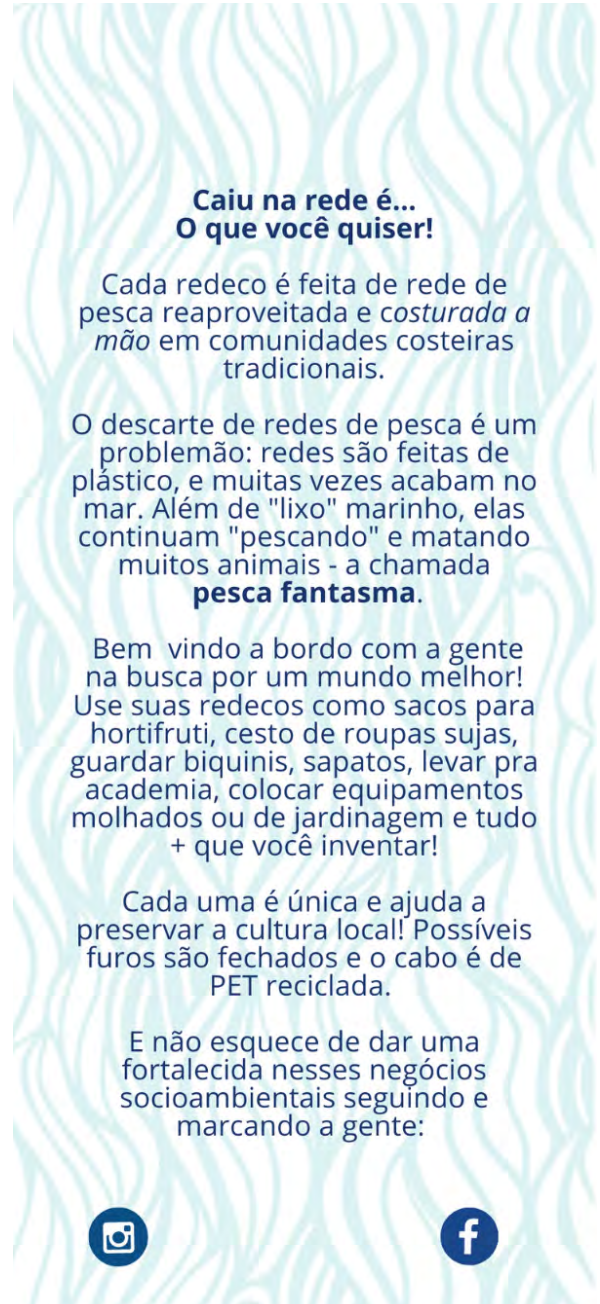 Caiu na rede é...
O que você quiser!
Cada redeco é feita de rede de
pesca reaproveitada e costurada a
mão em comunidades costeiras
tradicionais.
O descarte de redes de pesca é um
problemão: redes são feitas de
plástico, e muitas vezes acabam no
mar. Além de "lixo" marinho, elas
continuam "pescando" e matando
muitos animais - a chamada
pesca fantasma.
Bem  vindo a bordo com a gente
na busca por um mundo melhor!
Use suas redecos como sacos para
hortifruti, cesto de roupas sujas,
guardar biquinis, sapatos, levar pra
academia, colocar equipamentos
molhados ou de jardinagem e tudo
+ que você inventar!
Cada uma é única e ajuda a
preservar a cultura local! Possíveis
furos são fechados e o cabo é de
PET reciclada.
E não esquece de dar uma
fortalecida nesses negócios
socioambientais seguindo e
marcando a gente: